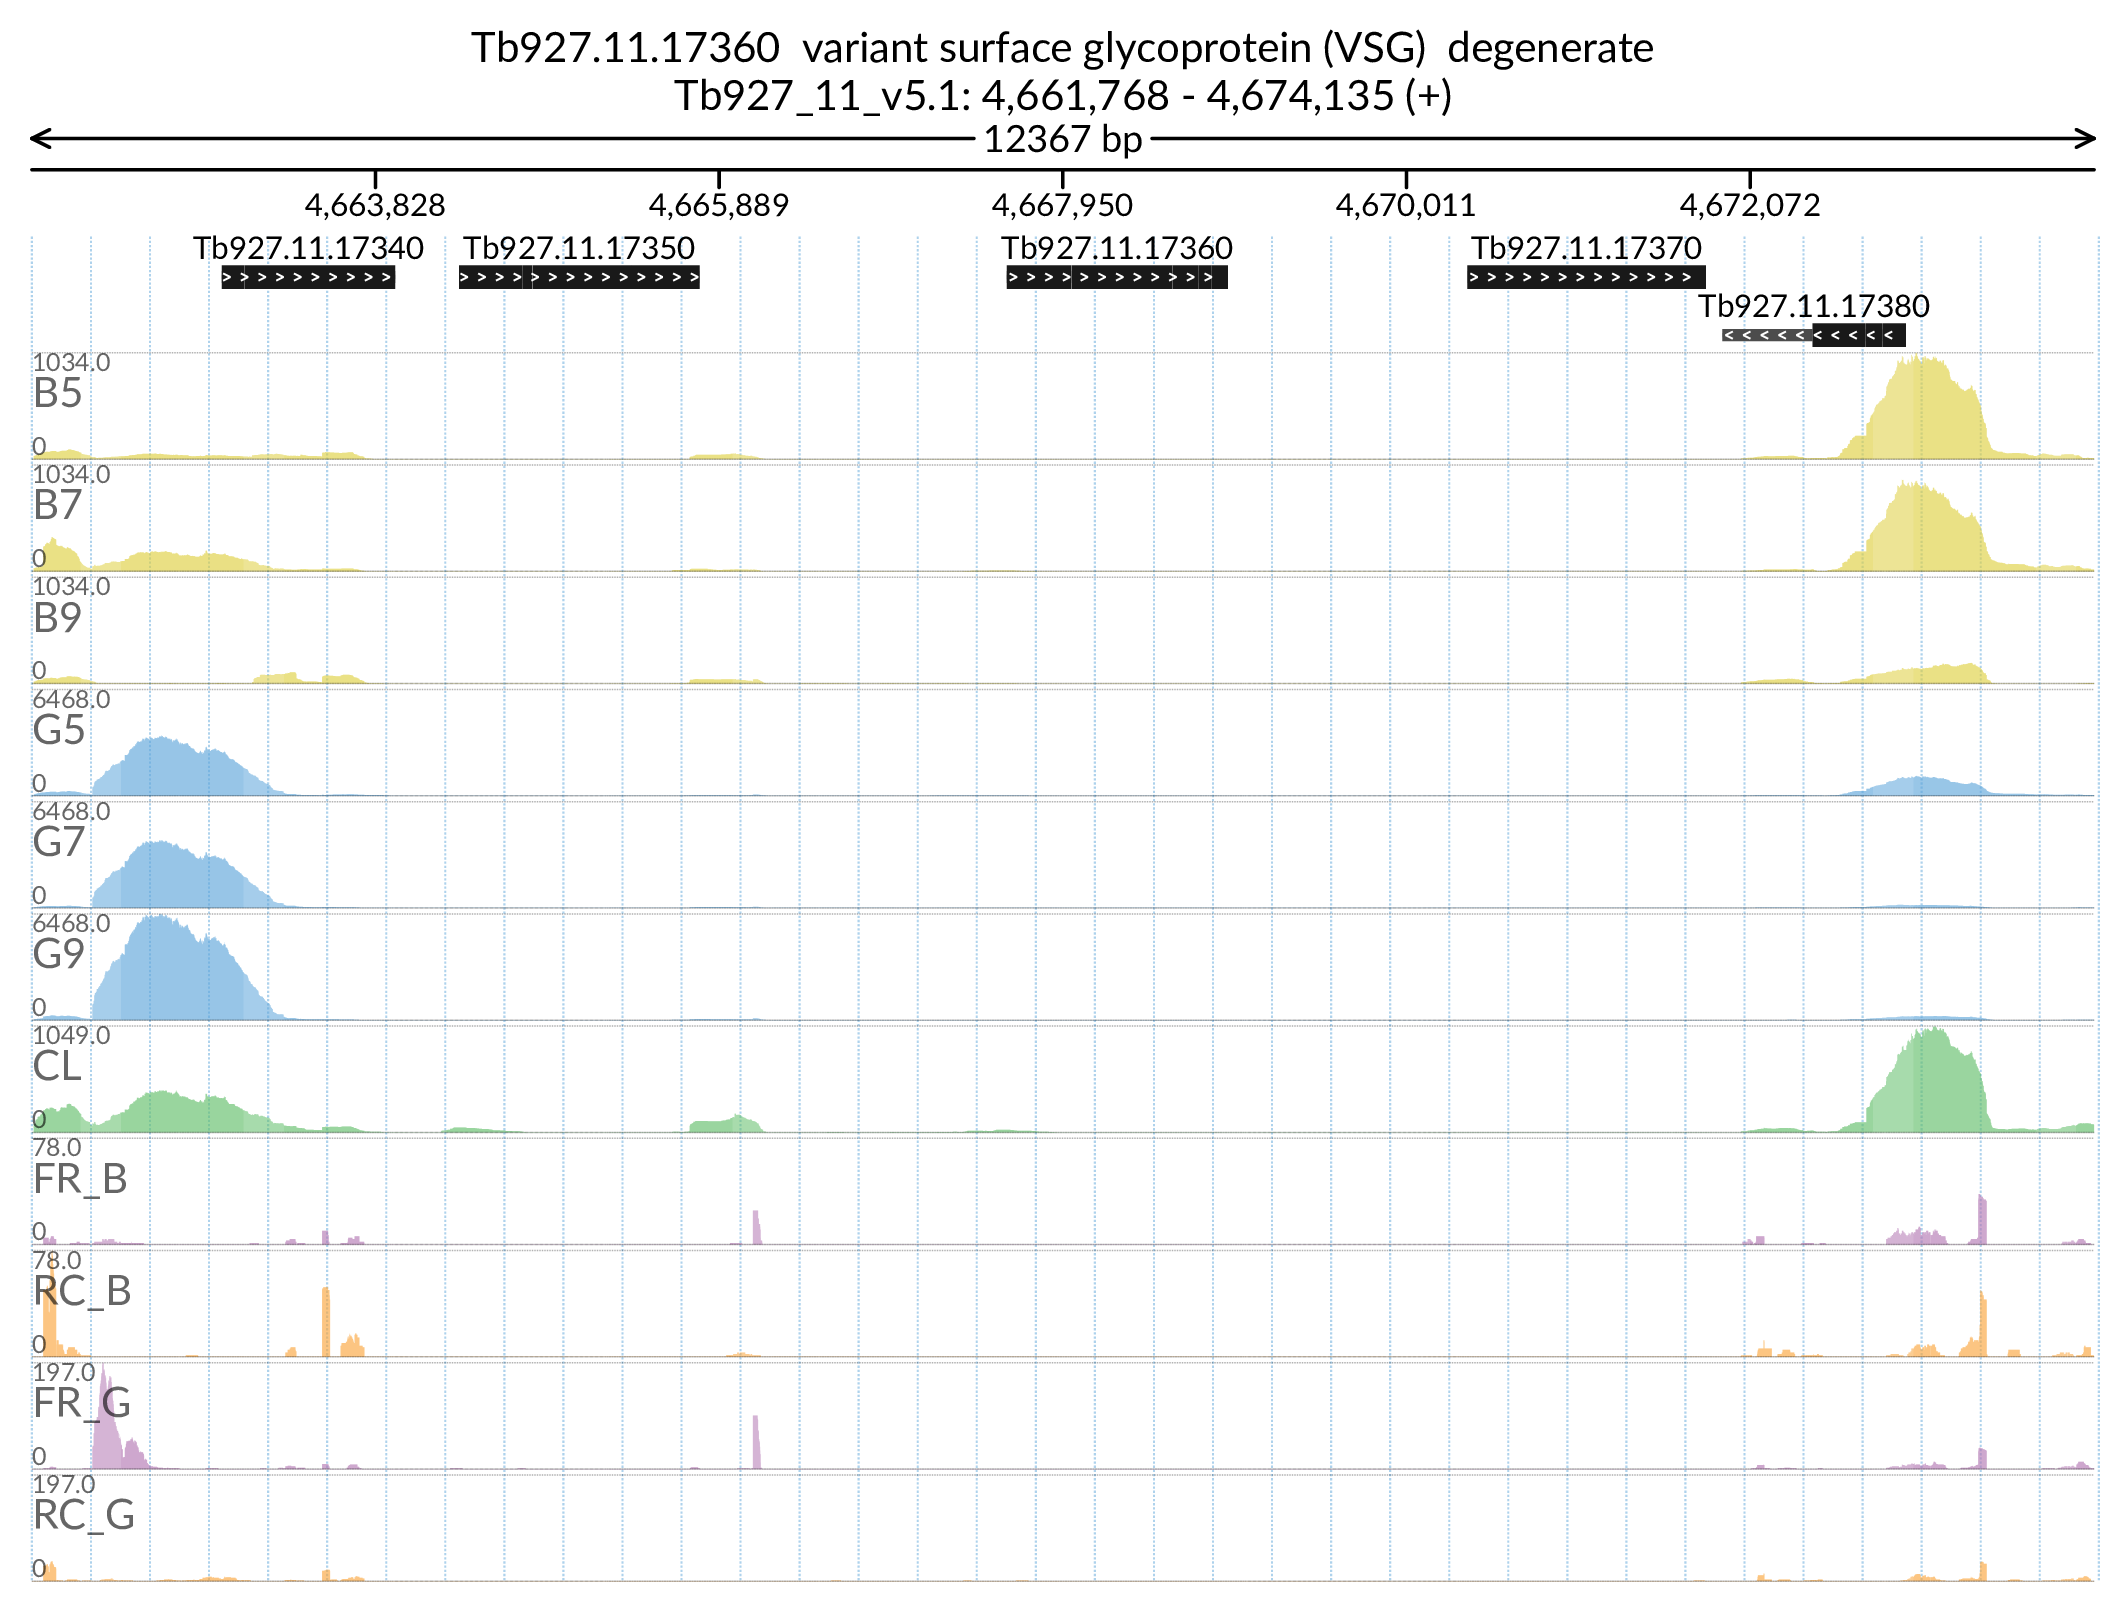 Tb927.11.17360  variant surface glycoprotein (VSG)  degenerate
Tb927_11_v5.1: 4,661,768 - 4,674,135 (+)
12367 bp
4,663,828 4,665,889 4,667,950 4,670,011 4,672,072
Tb927.11.17340 Tb927.11.17350 Tb927.11.17360 Tb927.11.17370
Tb927.11.17380
1034.0
B5
0
1034.0
B7
0
1034.0
B9
0
6468.0
G5
0
6468.0
G7
0
6468.0
G9
0
1049.0
CL
0
78.0
FR_B
0
78.0
RC_B
0
197.0
FR_G
0
197.0
RC_G
0